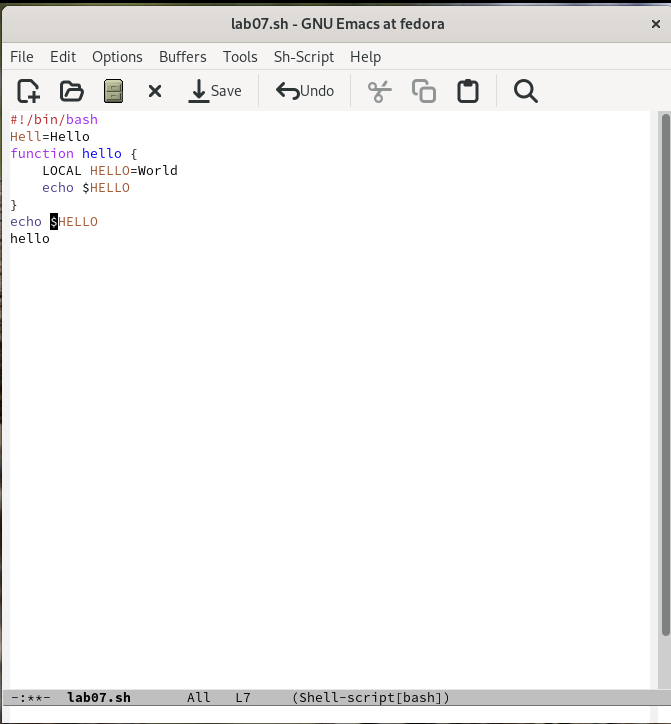 lab07.sh - GNU Emacs at fedora
File Edit Options Buffers Tools Sh-Script Help
Save Undo
#!/bin/bash
Hell=Hello
function hello {
    LOCAL HELLO=World
    echo $HELLO
}
echo $HELLO
hello
-:**-  lab07.sh       All   L7     (Shell-script[bash])